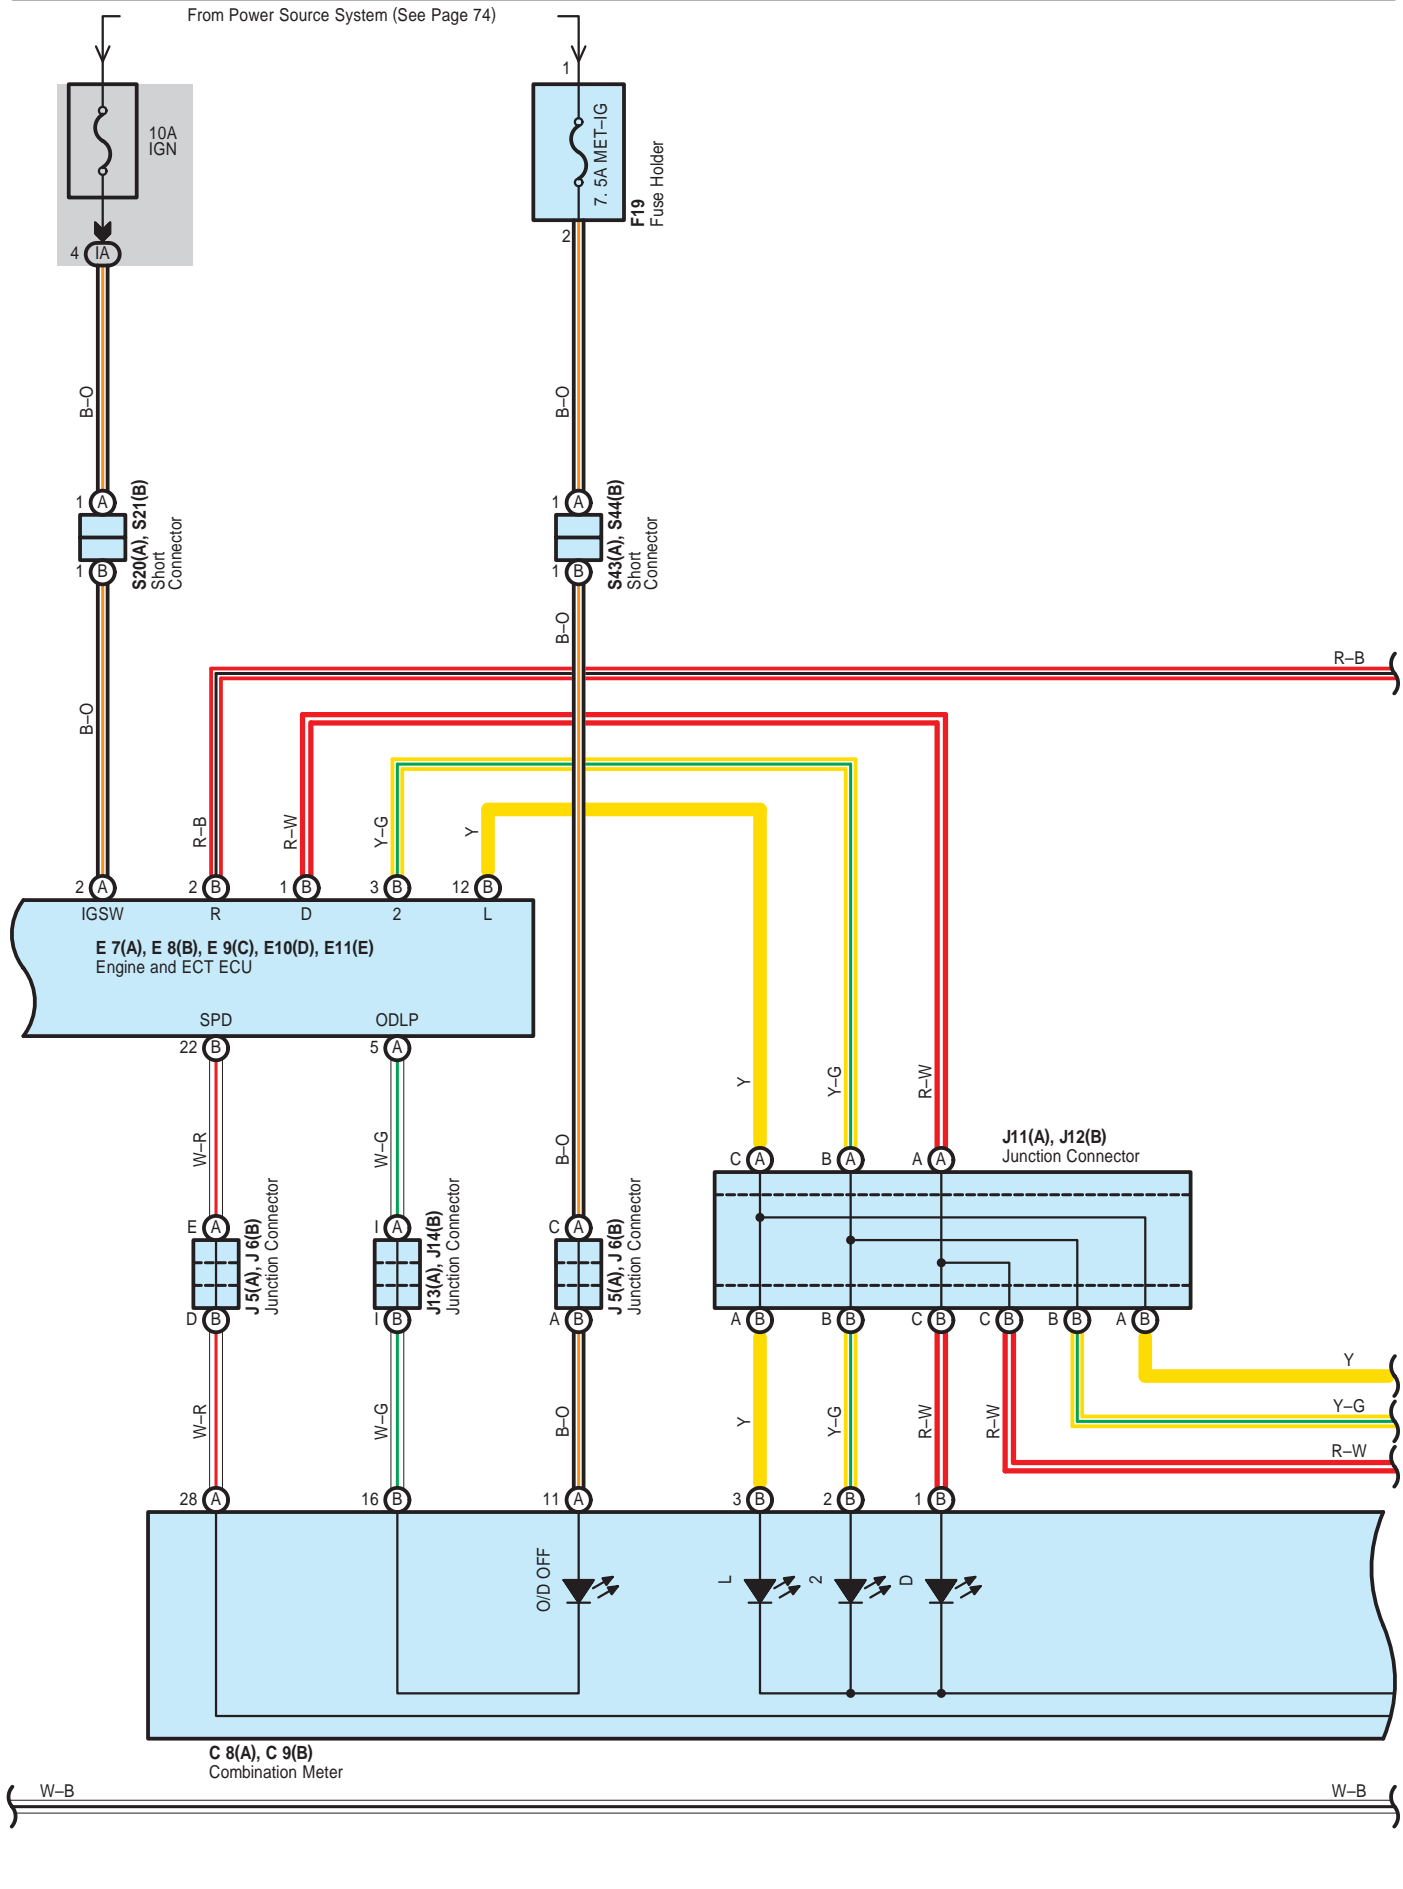 From Power Source System (See Page 74)
1
10A
IGN
7. 5A MET–IG
F19
Fuse Holder
4 IA
2
B–O
B–O
1 A
S20(A), S21(B)
Short
Connector
1 B
1 A
S43(A), S44(B)
Short
Connector
1 B
B–O
R–B
B–O
R–B
R–W
Y–G
Y
2 A
2 B
1 B
3 B
12 B
IGSW
R
D
2
L
E 7(A), E 8(B), E 9(C), E10(D), E11(E)
Engine and ECT ECU
SPD
ODLP
22 B
5 A
Y
Y–G
R–W
W–R
W–G
B–O
J11(A), J12(B)
Junction Connector
C A
B A
A A
E A
J 5(A), J 6(B)
Junction Connector
D B
I A
J13(A), J14(B)
Junction Connector
I B
C A
J 5(A), J 6(B)
Junction Connector
A B
A B
B B
C B
C B
B B
A B
Y
Y–G
R–W
W–R
W–G
B–O
Y
Y–G
R–W
R–W
28 A
16 B
11 A
3 B
2 B
1 B
O/D OFF
L
2
D
C 8(A), C 9(B)
Combination Meter
W–B
W–B